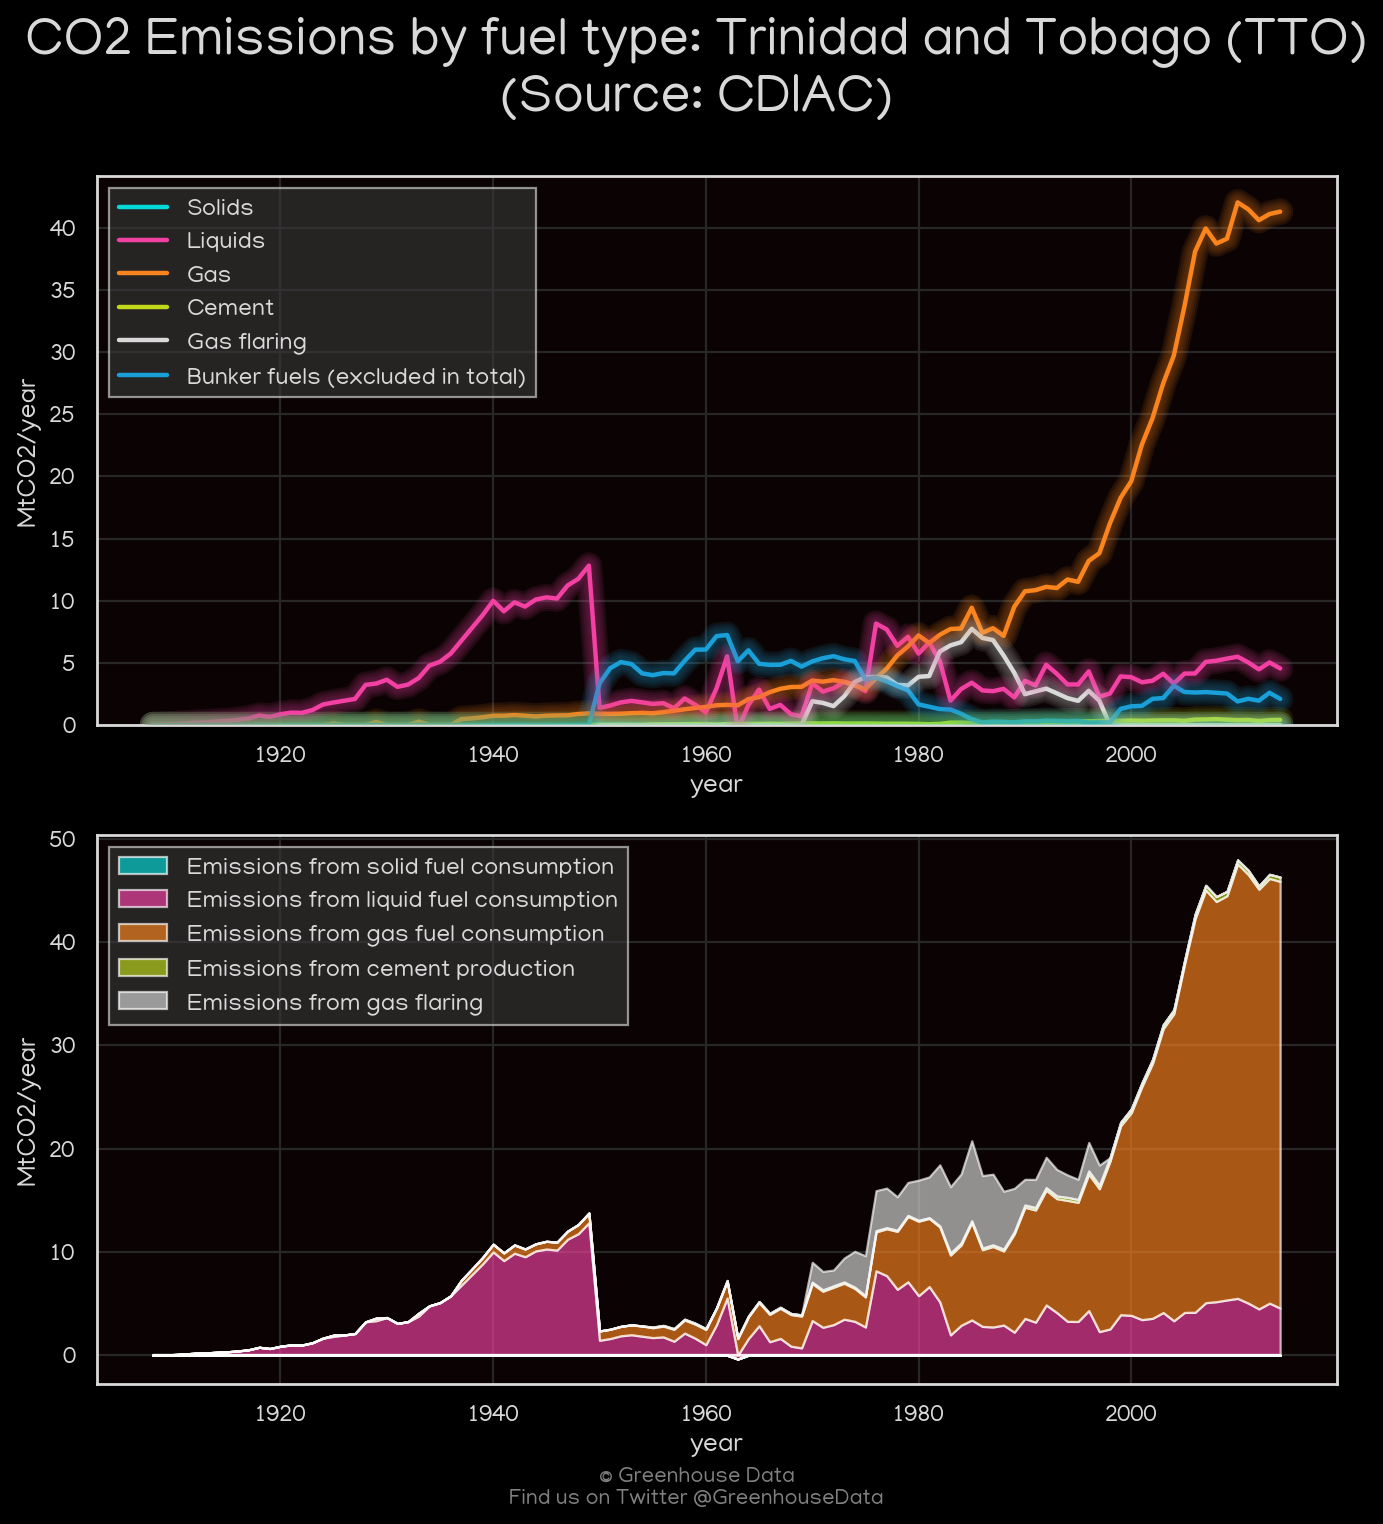 CO2 Emissions by fuel type: Trinidad and Tobago (TTO)
(Source: CDIAC)
Solids
Liquids
Gas
Cement
Gas flaring
Bunker fuels (excluded in total)
40
35
30
25
20
15
10
5
0
MtCO2/year
1920
1940
1960
1980
2000
year
Emissions from solid fuel consumption
Emissions from liquid fuel consumption
Emissions from gas fuel consumption
Emissions from cement production
Emissions from gas flaring
50
40
30
20
10
0
MtCO2/year
1920
1940
1960
1980
2000
year
© Greenhouse Data
Find us on Twitter @GreenhouseData